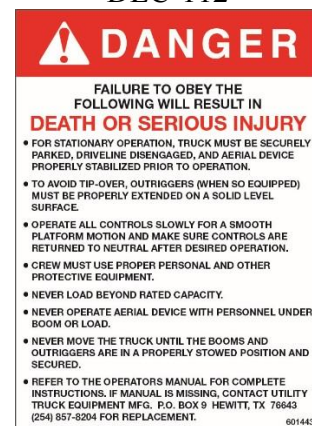 DEC-112
DANGER
FAILURE TO OBEY THE
FOLLOWING WILL RESULT IN
DEATH OR SERIOUS INJURY
• FOR STATIONARY OPERATION, TRUCK MUST BE SECURELY
PARKED, DRIVELINE DISENGAGED, AND AERIAL DEVICE
PROPERLY STABILIZED PRIOR TO OPERATION.
• TO AVOID TIP-OVER, OUTRIGGERS (WHEN SO EQUIPPED)
MUST BE PROPERLY EXTENDED ON A SOLID LEVEL
SURFACE.
• OPERATE ALL CONTROLS SLOWLY FOR A SMOOTH
PLATFORM MOTION AND MAKE SURE CONTROLS ARE
RETURNED TO NEUTRAL AFTER DESIRED OPERATION.
• CREW MUST USE PROPER PERSONAL AND OTHER
PROTECTIVE EQUIPMENT.
• NEVER LOAD BEYOND RATED CAPACITY.
• NEVER OPERATE AERIAL DEVICE WITH PERSONNEL UNDER
BOOM OR LOAD.
• NEVER MOVE THE TRUCK UNTIL THE BOOMS AND
OUTRIGGERS ARE IN A PROPERLY STOWED POSITION AND
SECURED.
• REFER TO THE OPERATORS MANUAL FOR COMPLETE
INSTRUCTIONS. IF MANUAL IS MISSING, CONTACT UTILITY
TRUCK EQUIPMENT MFG. P.O. BOX 9 HEWITT, TX 76643
(254) 857-8204 FOR REPLACEMENT.
601443